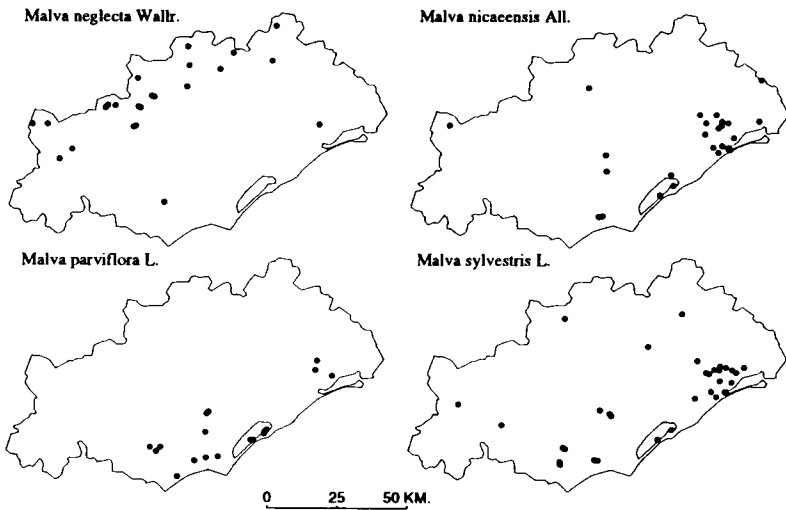 Malva neglecta Wallr.
Malva nicaeensis All.
Malva parviflora L.
Malva sylvestris L.
0 25 50 KM.